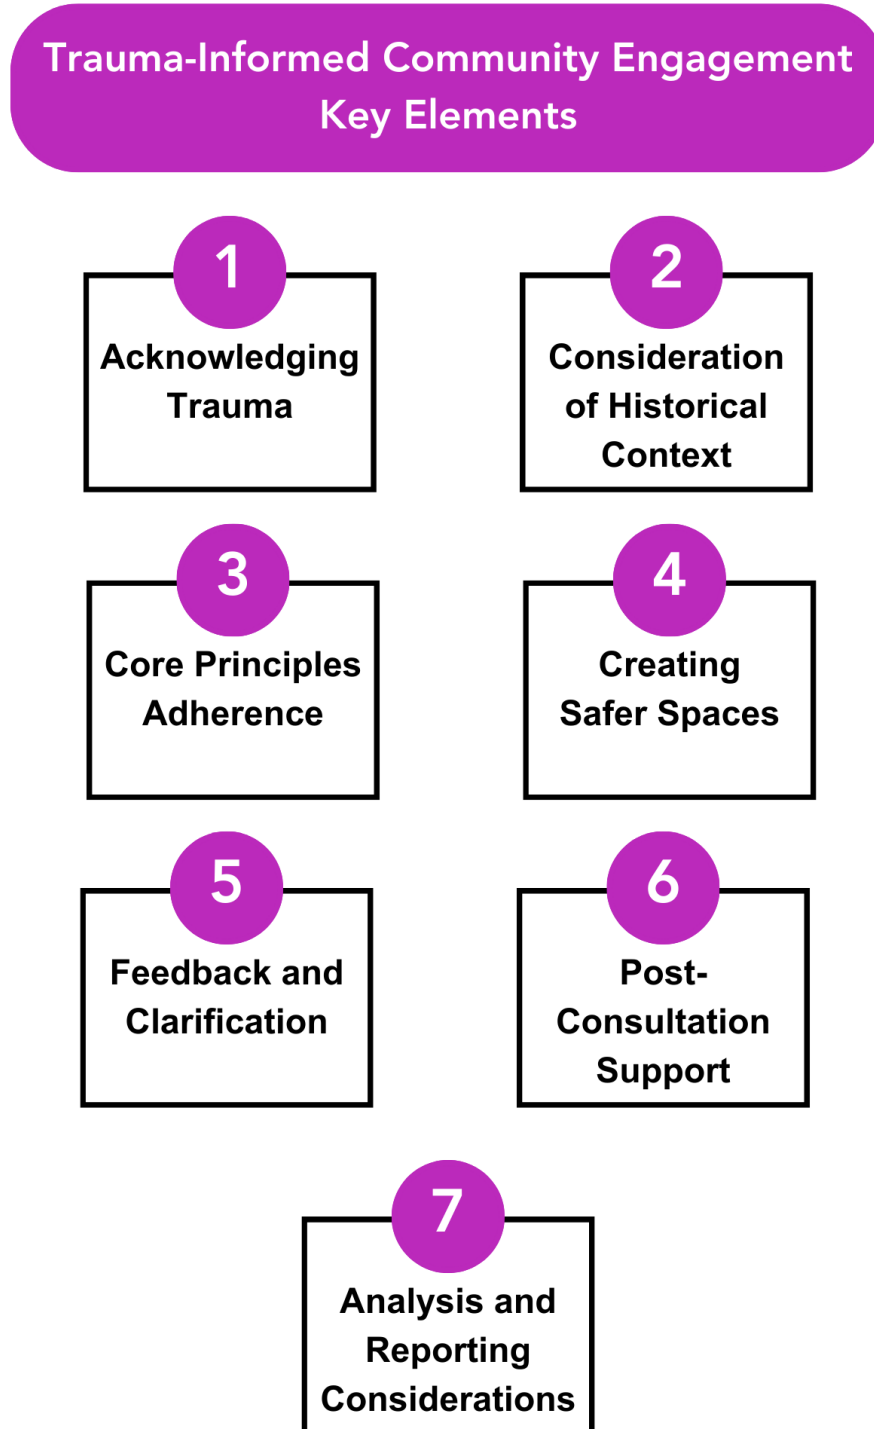 Trauma-Informed Community Engagement
Key Elements
1
Acknowledging
Trauma
2
Consideration
of Historical
Context
3
Core Principles
Adherence
4
Creating
Safer Spaces
5
Feedback and
Clarification
6
Post-
Consultation
Support
7
Analysis and
Reporting
Considerations